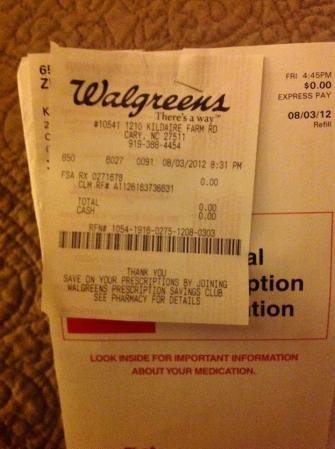 Walgreens
There's a way™
#10541 1210 KILDAIRE FARM RD
CARY, NC 27511
919-388-4454
850 8027 0091 08/03/2012 8:31 PM
FSA RX 0271678 0.00
CLM RF# A1126183736831
TOTAL 0.00
CASH 0.00
RFN# 1054-1916-0275-1208-0303
THANK YOU
SAVE ON YOUR PRESCRIPTIONS BY JOINING
WALGREENS PRESCRIPTION SAVINGS CLUB
SEE PHARMACY FOR DETAILS
FRI 4:45PM
$0.00
EXPRESS PAY
08/03/12
Refill
al
ption
tion
LOOK INSIDE FOR IMPORTANT INFORMATION
ABOUT YOUR MEDICATION.